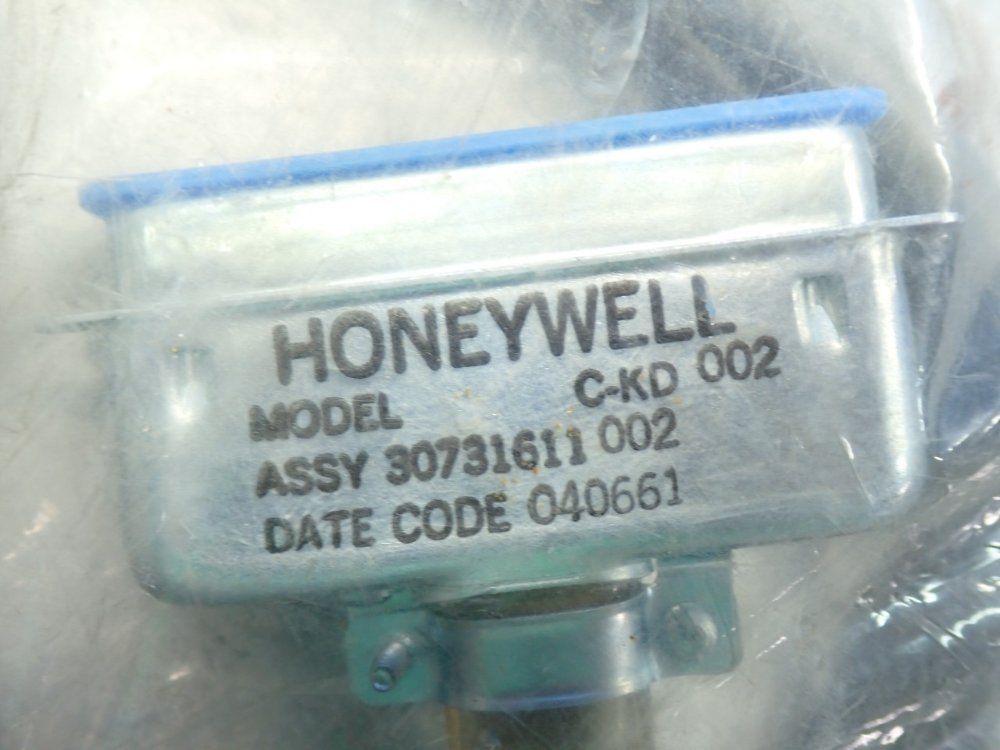 HONEYWELL
MODEL C-KD 002
ASSY 30731611 002
DATE CODE 040661